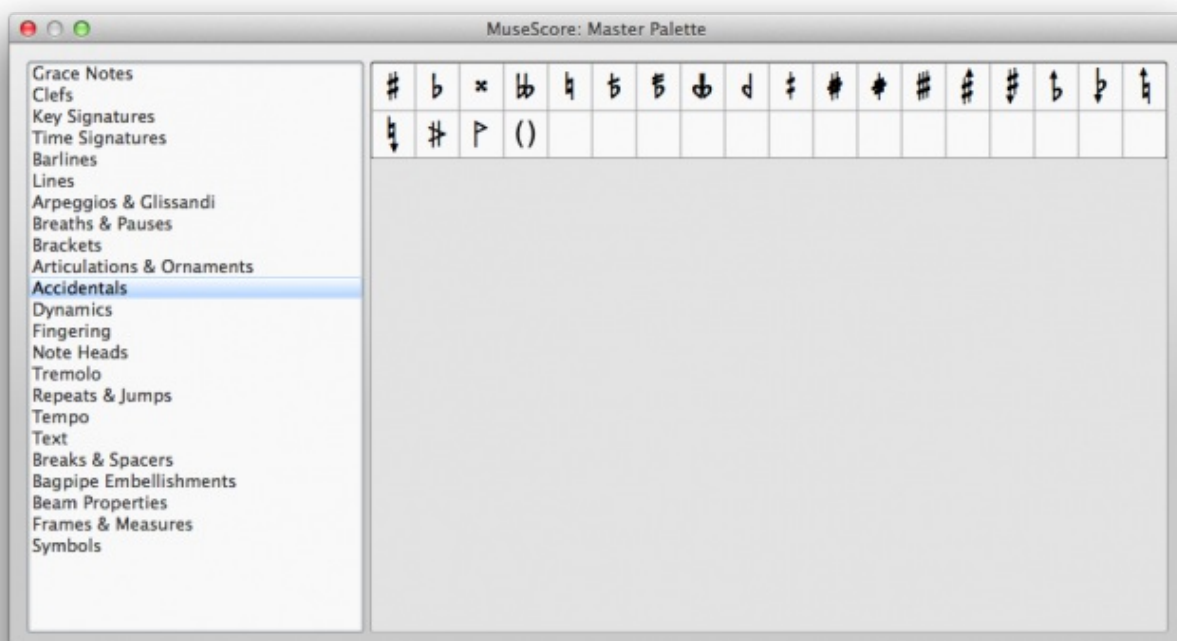 MuseScore: Master Palette
Grace Notes
Clefs
Key Signatures
Time Signatures
Barlines
Lines
Arpeggios & Glissandi
Breaths & Pauses
Brackets
Articulations & Ornaments
Accidentals
Dynamics
Fingering
Note Heads
Tremolo
Repeats & Jumps
Tempo
Text
Breaks & Spacers
Bagpipe Embellishments
Beam Properties
Frames & Measures
Symbols